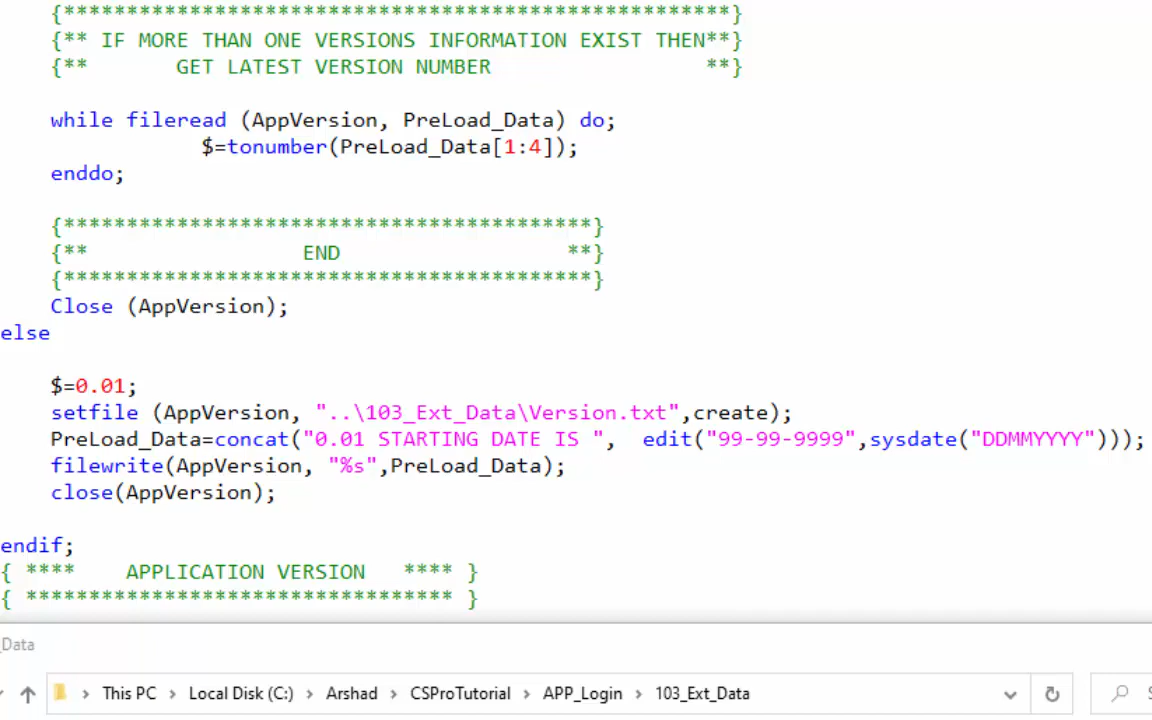 {*****************************************************}
{** IF MORE THAN ONE VERSIONS INFORMATION EXIST THEN**}
{**       GET LATEST VERSION NUMBER                 **}
while fileread (AppVersion, PreLoad_Data) do;
$=tonumber(PreLoad_Data[1:4]);
enddo;
{******************************************}
{**                 END                  **}
{******************************************}
Close (AppVersion);
else
$=0.01;
setfile (AppVersion, "..\103_Ext_Data\Version.txt",create);
PreLoad_Data=concat("0.01 STARTING DATE IS ",  edit("99-99-9999",sysdate("DDMMYYYY")));
filewrite(AppVersion, "%s",PreLoad_Data);
close(AppVersion);
endif;
{ ****    APPLICATION VERSION   **** }
{ ********************************** }
_Data
This PC > Local Disk (C:) > Arshad > CSProTutorial > APP_Login > 103_Ext_Data